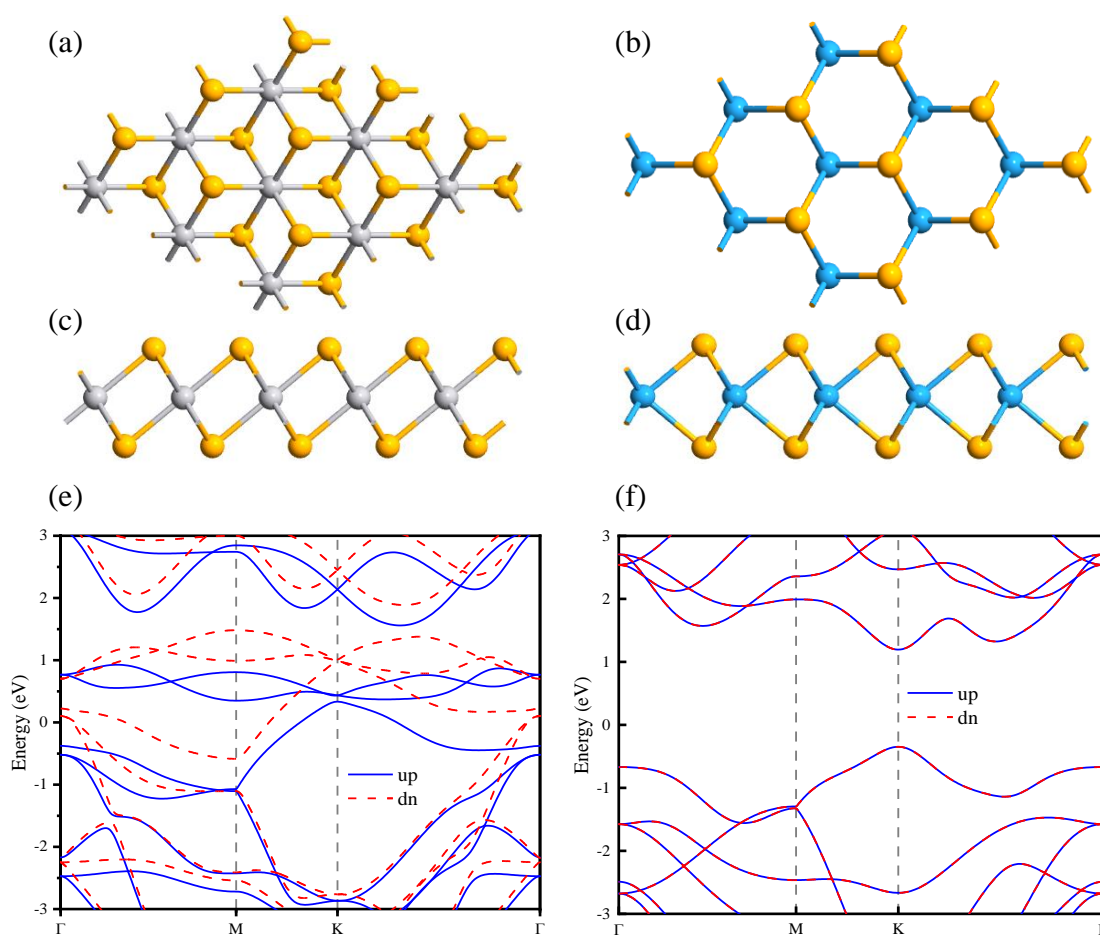 (a) (b)
(c) (d)
(e) (f)
3 3
2 2
1 1
0 0
-1 -1
-2 -2
-3 -3
Energy (eV) Energy (eV)
up up
dn dn
Γ M K Γ Γ M K